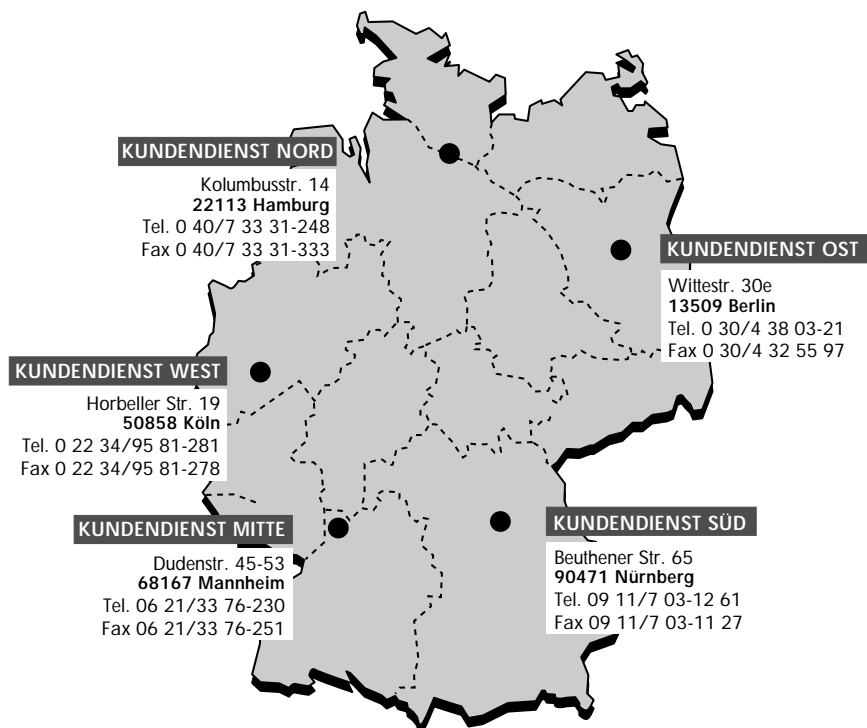 KUNDENDIENST NORD
Kolumbusstr. 14
22113 Hamburg
Tel. 0 40/7 33 31-248
Fax 0 40/7 33 31-333
KUNDENDIENST OST
Wittestr. 30e
13509 Berlin
Tel. 0 30/4 38 03-21
Fax 0 30/4 32 55 97
KUNDENDIENST WEST
Horbeller Str. 19
50858 Köln
Tel. 0 22 34/95 81-281
Fax 0 22 34/95 81-278
KUNDENDIENST MITTE
Dudenstr. 45-53
68167 Mannheim
Tel. 06 21/33 76-230
Fax 06 21/33 76-251
KUNDENDIENST SÜD
Beuthener Str. 65
90471 Nürnberg
Tel. 09 11/7 03-12 61
Fax 09 11/7 03-11 27